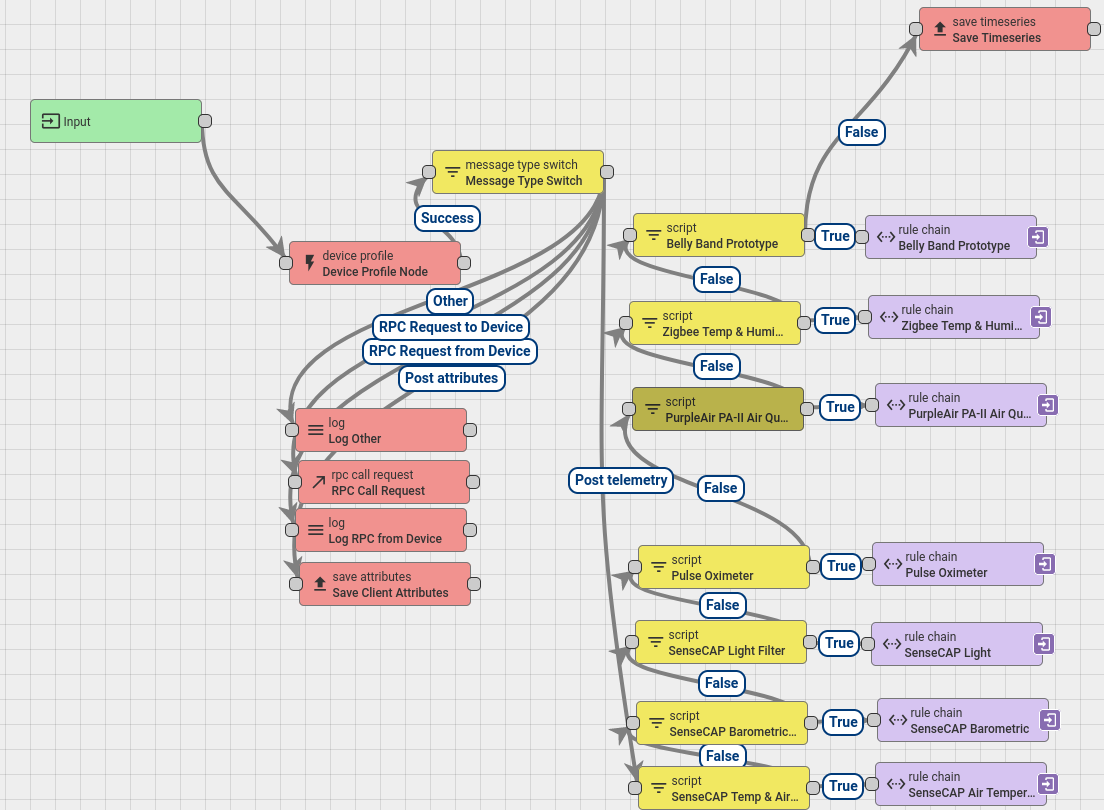 save timeseries
Save Timeseries
Input
False
message type switch
Message Type Switch
Success
script
Belly Band Prototype
True
rule chain
Belly Band Prototype
device profile
Device Profile Node
False
Other
script
Zigbee Temp & Humi...
True
rule chain
Zigbee Temp & Humi...
RPC Request to Device
RPC Request from Device
False
Post attributes
script
PurpleAir PA-II Air Qu...
True
rule chain
PurpleAir PA-II Air Qu...
log
Log Other
rpc call request
RPC Call Request
Post telemetry
False
log
Log RPC from Device
script
Pulse Oximeter
True
rule chain
Pulse Oximeter
save attributes
Save Client Attributes
False
script
SenseCAP Light Filter
True
rule chain
SenseCAP Light
False
script
SenseCAP Barometric...
True
rule chain
SenseCAP Barometric
False
script
SenseCAP Temp & Air...
True
rule chain
SenseCAP Air Temper...